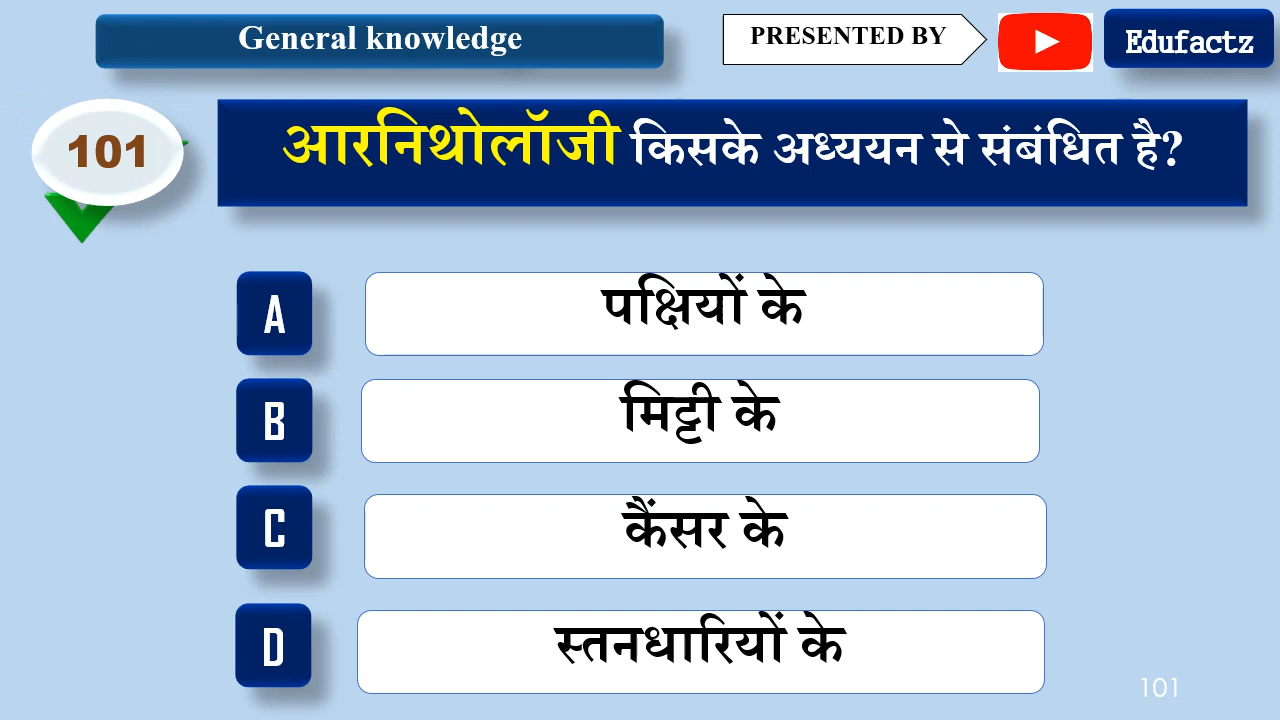 General knowledge
PRESENTED BY
Edufactz
101
आरनिथोलॉजी किसके अध्ययन से संबंधित है?
A
पक्षियों के
B
मिट्टी के
C
कैंसर के
D
स्तनधारियों के
101